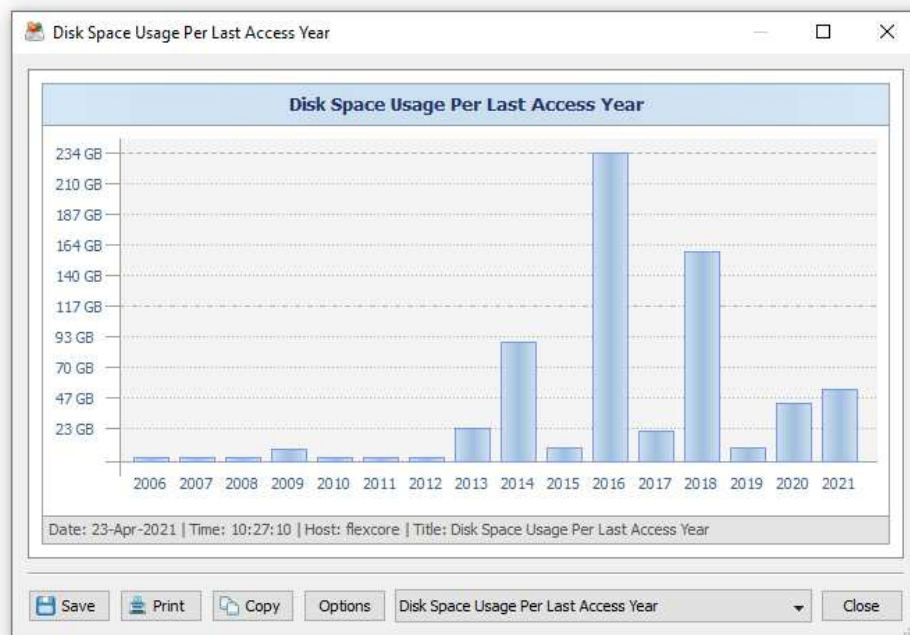 Disk Space Usage Per Last Access Year
Disk Space Usage Per Last Access Year
234 GB
210 GB
187 GB
164 GB
140 GB
117 GB
93 GB
70 GB
47 GB
23 GB
2006 2007 2008 2009 2010 2011 2012 2013 2014 2015 2016 2017 2018 2019 2020 2021
Date: 23-Apr-2021 | Time: 10:27:10 | Host: flexcore | Title: Disk Space Usage Per Last Access Year
Save Print Copy Options Disk Space Usage Per Last Access Year Close